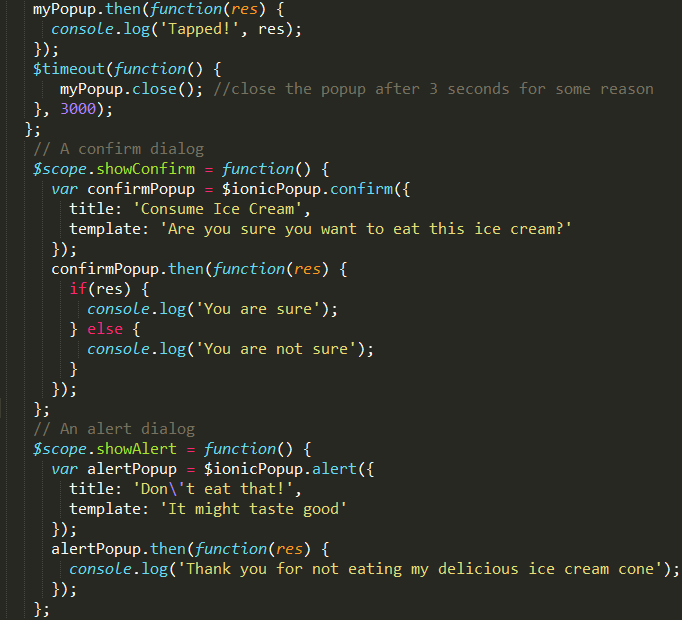 myPopup.then(function(res) {
console.log('Tapped!', res);
});
$timeout(function() {
myPopup.close(); //close the popup after 3 seconds for some reason
}, 3000);
};
// A confirm dialog
$scope.showConfirm = function() {
var confirmPopup = $ionicPopup.confirm({
title: 'Consume Ice Cream',
template: 'Are you sure you want to eat this ice cream?'
});
confirmPopup.then(function(res) {
if(res) {
console.log('You are sure');
} else {
console.log('You are not sure');
}
});
};
// An alert dialog
$scope.showAlert = function() {
var alertPopup = $ionicPopup.alert({
title: 'Don\'t eat that!',
template: 'It might taste good'
});
alertPopup.then(function(res) {
console.log('Thank you for not eating my delicious ice cream cone');
});
};